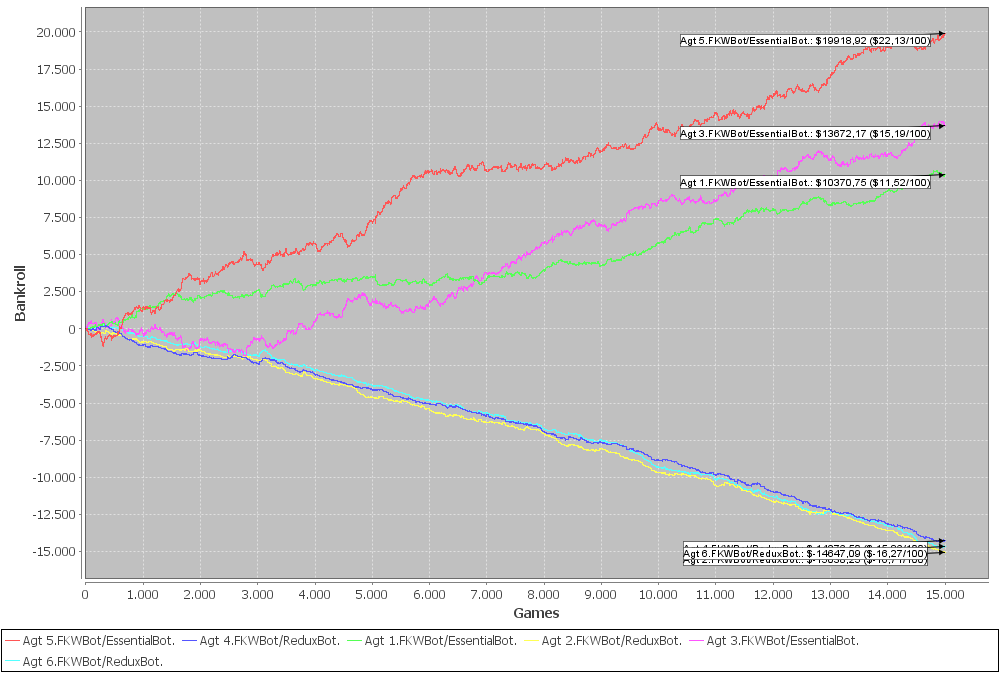 20.000
17.500
15.000
12.500
10.000
7.500
5.000
2.500
0
-2.500
-5.000
-7.500
-10.000
-12.500
-15.000
Bankroll
Agt 5.FKWBot/EssentialBot.: $19918,92 ($22,13/100)
Agt 3.FKWBot/EssentialBot.: $13672,17 ($15,19/100)
Agt 1.FKWBot/EssentialBot.: $10370,75 ($11,52/100)
Agt 6.FKWBot/ReduxBot.: $-14647,09 ($-16,27/100)
0 1.000 2.000 3.000 4.000 5.000 6.000 7.000 8.000 9.000 10.000 11.000 12.000 13.000 14.000 15.000
Games
Agt 5.FKWBot/EssentialBot. Agt 4.FKWBot/ReduxBot. Agt 1.FKWBot/EssentialBot. Agt 2.FKWBot/ReduxBot. Agt 3.FKWBot/EssentialBot.
Agt 6.FKWBot/ReduxBot.